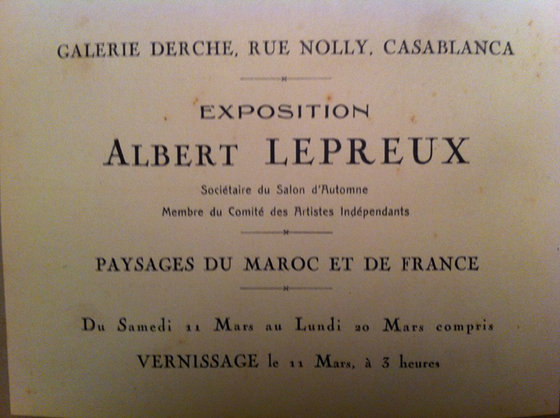 GALERIE DERCHE, RUE NOLLY, CASABLANCA
EXPOSITION
ALBERT LEPREUX
Sociétaire du Salon d'Automne
Membre du Comité des Artistes Indépendants
PAYSAGES DU MAROC ET DE FRANCE
Du Samedi 11 Mars au Lundi 20 Mars compris
VERNISSAGE le 11 Mars, à 3 heures